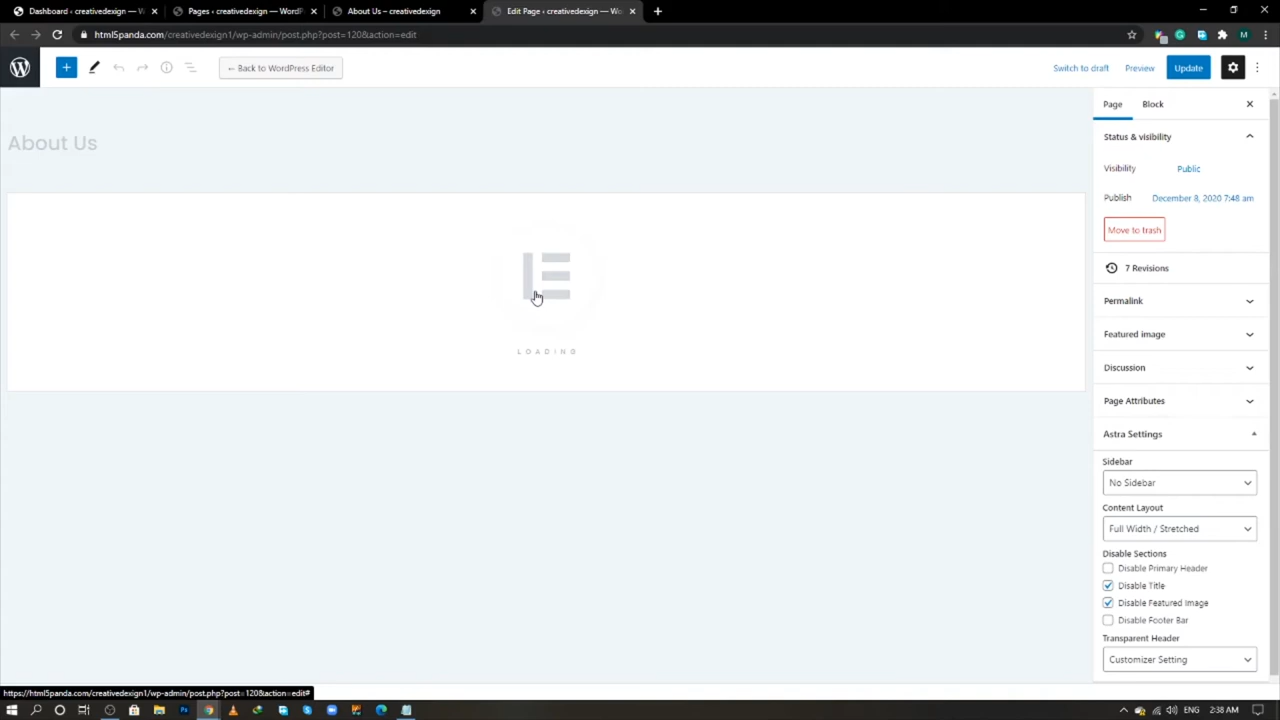 Dashboard ‹ creativedexign — W
Pages ‹ creativedexign — WordPr
About Us – creativedexign
Edit Page ‹ creativedexign — Wo
html5panda.com/creativedexign1/wp-admin/post.php?post=120&action=edit
M
← Back to WordPress Editor
Switch to draft
Preview
Update
About Us
LOADING
Page
Block
Status & visibility
Visibility
Public
Publish
December 8, 2020 7:48 am
Move to trash
7 Revisions
Permalink
Featured image
Discussion
Page Attributes
Astra Settings
Sidebar
No Sidebar
Content Layout
Full Width / Stretched
Disable Sections
Disable Primary Header
Disable Title
Disable Featured Image
Disable Footer Bar
Transparent Header
Customizer Setting
https://html5panda.com/creativedexign1/wp-admin/post.php?post=120&action=edit#
ENG
2:38 AM